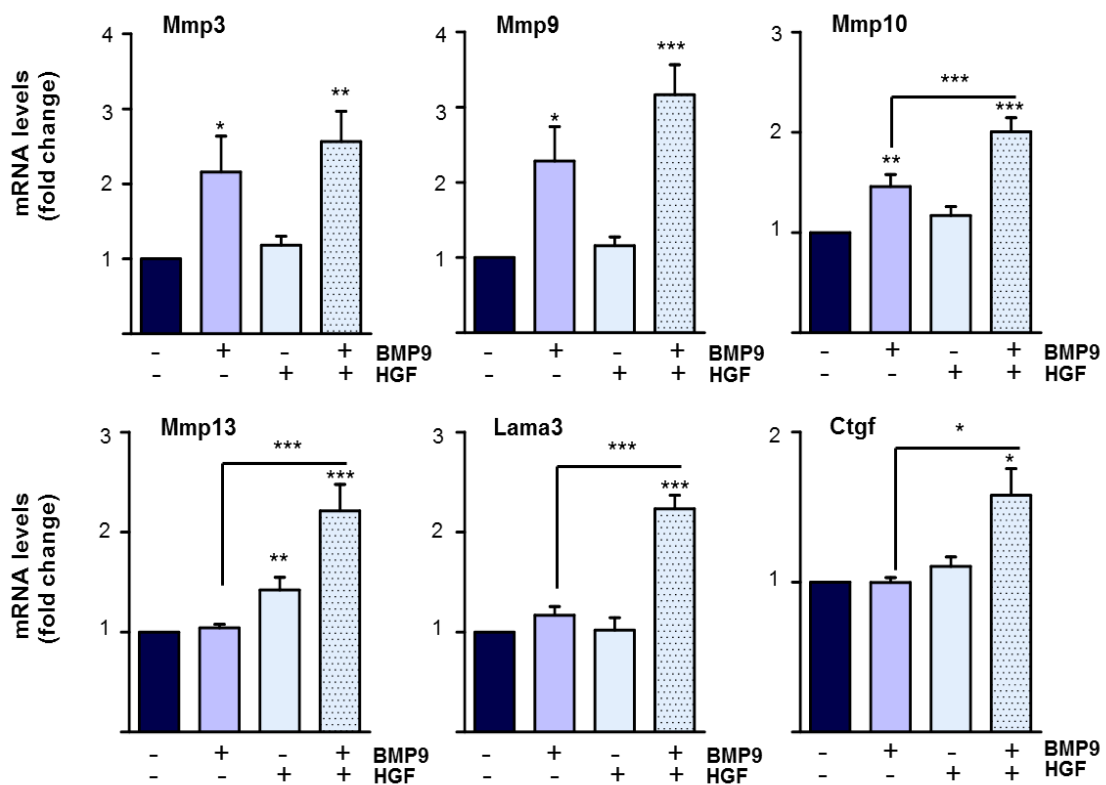 Mmp3
Mmp9
Mmp10
mRNA levels
(fold change)
4
3
2
1
*
**
4
3
2
1
*
***
3
2
1
**
***
***
- + - + BMP9
- - + + HGF
- + - + BMP9
- - + + HGF
- + - + BMP9
- - + + HGF
Mmp13
Lama3
Ctgf
mRNA levels
(fold change)
3
2
1
**
***
***
3
2
1
***
***
2
1
*
*
- + - + BMP9
- - + + HGF
- + - + BMP9
- - + + HGF
- + - + BMP9
- - + + HGF